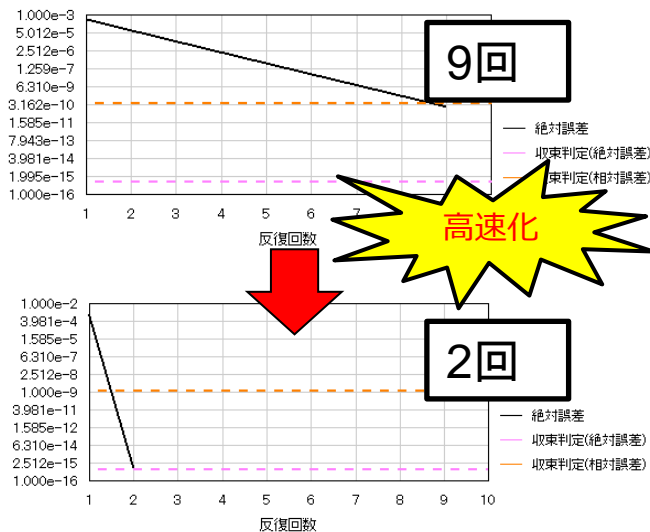 1.000e-3
5.012e-5
2.512e-6
1.259e-7
6.310e-9
3.162e-10
1.585e-11
7.943e-13
3.981e-14
1.995e-15
1.000e-16
1 2 3 4 5 6 7
反復回数
9回
絶対誤差
収束判定(絶対誤差)
束判定(相対誤差)
高速化
1.000e-2
3.981e-4
1.585e-5
6.310e-7
2.512e-8
1.000e-9
3.981e-11
1.585e-12
6.310e-14
2.512e-15
1.000e-16
1 2 3 4 5 6 7 8 9 10
反復回数
2回
絶対誤差
収束判定(絶対誤差)
収束判定(相対誤差)